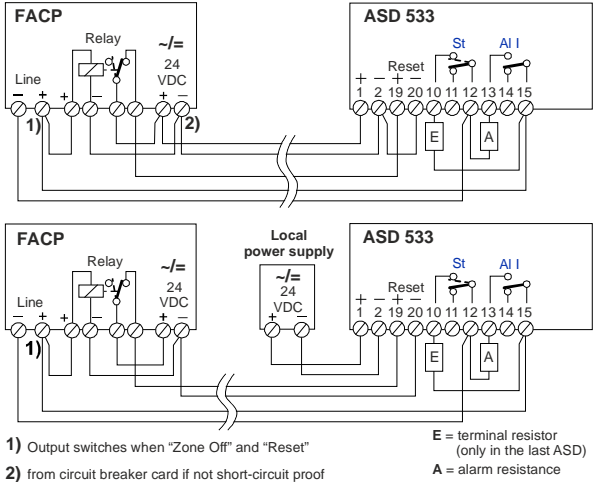 FACP
ASD 533
Relay
~/=
24
VDC
Line
Reset
St
Al I
− + + − + −
+ − + −
1 2 19 20 10 11 12 13 14 15
1)
2)
E
A
FACP
Local
power supply
ASD 533
Relay
~/=
24
VDC
~/=
24
VDC
Line
Reset
St
Al I
− + + − + −
+ −
+ − + −
1 2 19 20 10 11 12 13 14 15
1)
E
A
1) Output switches when “Zone Off” and “Reset”
2) from circuit breaker card if not short-circuit proof
E = terminal resistor
(only in the last ASD)
A = alarm resistance